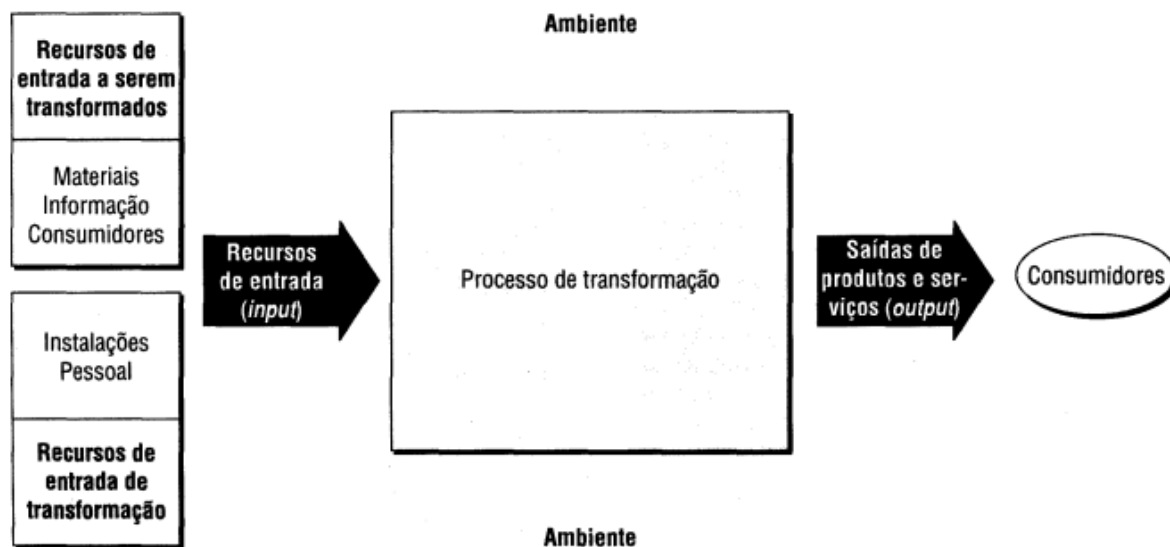 Ambiente
Recursos de
entrada a serem
transformados
Materiais
Informação
Consumidores
Recursos
de entrada
(input)
Processo de transformação
Saídas de
produtos e ser-
viços (output)
Consumidores
Instalações
Pessoal
Recursos de
entrada de
transformação
Ambiente